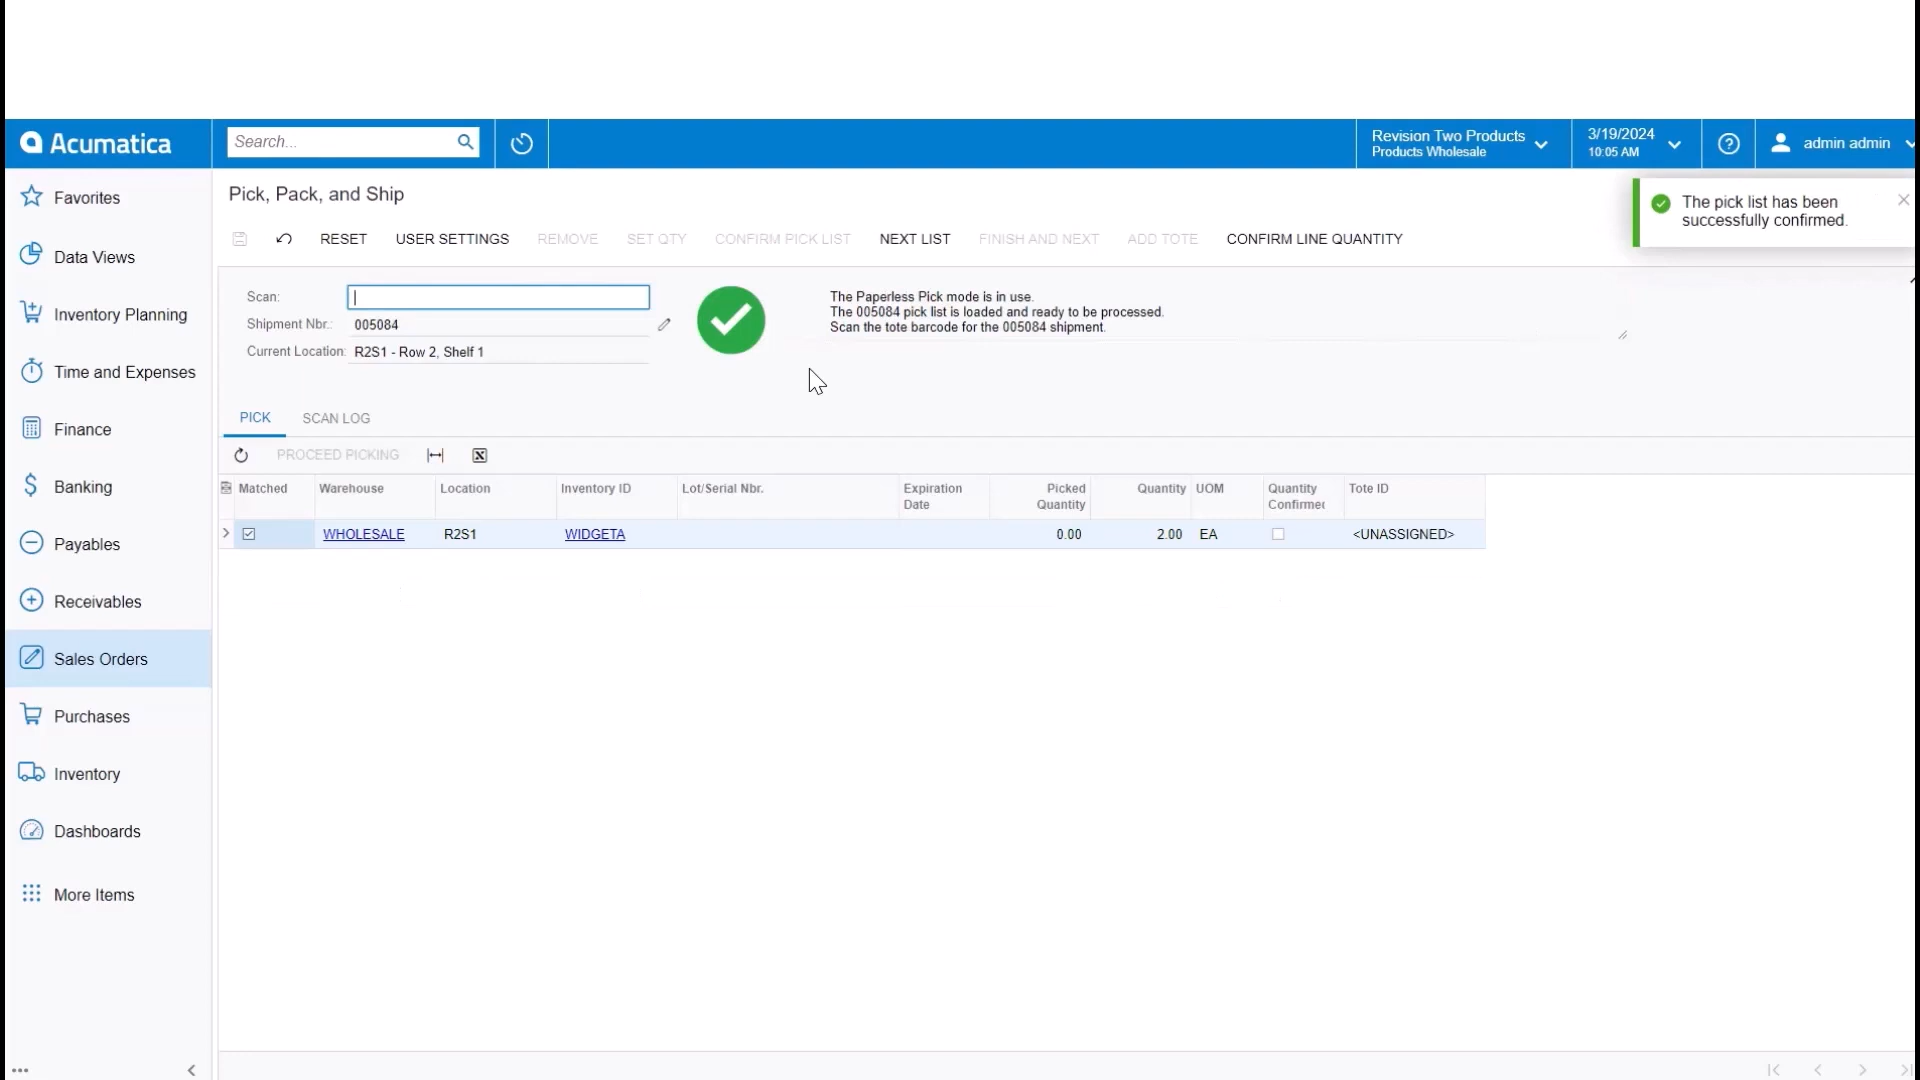 Acumatica
Search...
Revision Two Products
Products Wholesale
3/19/2024
10:05 AM
admin admin
Favorites
Data Views
Inventory Planning
Time and Expenses
Finance
Banking
Payables
Receivables
Sales Orders
Purchases
Inventory
Dashboards
More Items
Pick, Pack, and Ship
The pick list has been
successfully confirmed.
RESET USER SETTINGS REMOVE SET QTY CONFIRM PICK LIST NEXT LIST FINISH AND NEXT ADD TOTE CONFIRM LINE QUANTITY
Scan:
Shipment Nbr.: 005084
Current Location: R2S1 - Row 2, Shelf 1
The Paperless Pick mode is in use.
The 005084 pick list is loaded and ready to be processed.
Scan the tote barcode for the 005084 shipment.
PICK SCAN LOG
PROCEED PICKING
Matched Warehouse Location Inventory ID Lot/Serial Nbr. Expiration Date Picked Quantity Quantity UOM Quantity Confirmed Tote ID
WHOLESALE R2S1 WIDGETA 0.00 2.00 EA <UNASSIGNED>